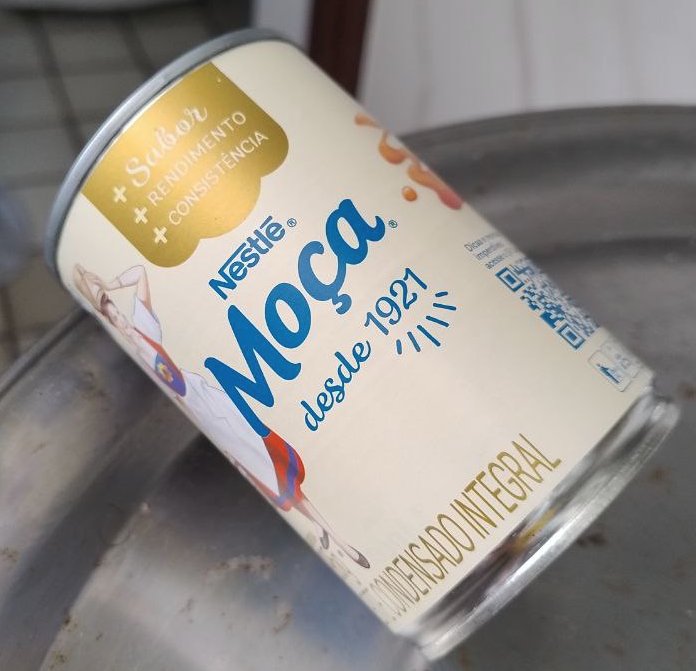 + Sabor
+ RENDIMENTO
+ CONSISTÊNCIA
Nestlé®
Moça®
desde 1921
CONDENSADO INTEGRAL